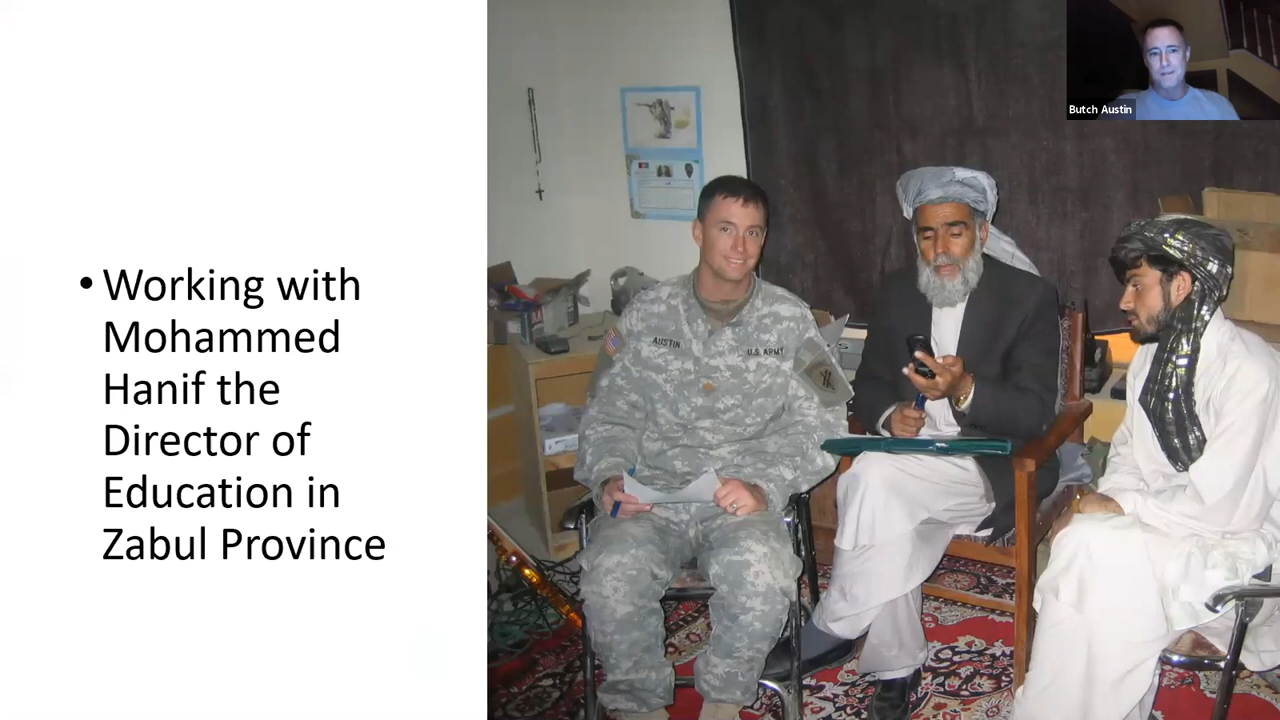 Butch Austin
• Working with
Mohammed
Hanif the
Director of
Education in
Zabul Province
AUSTIN
U.S. ARMY